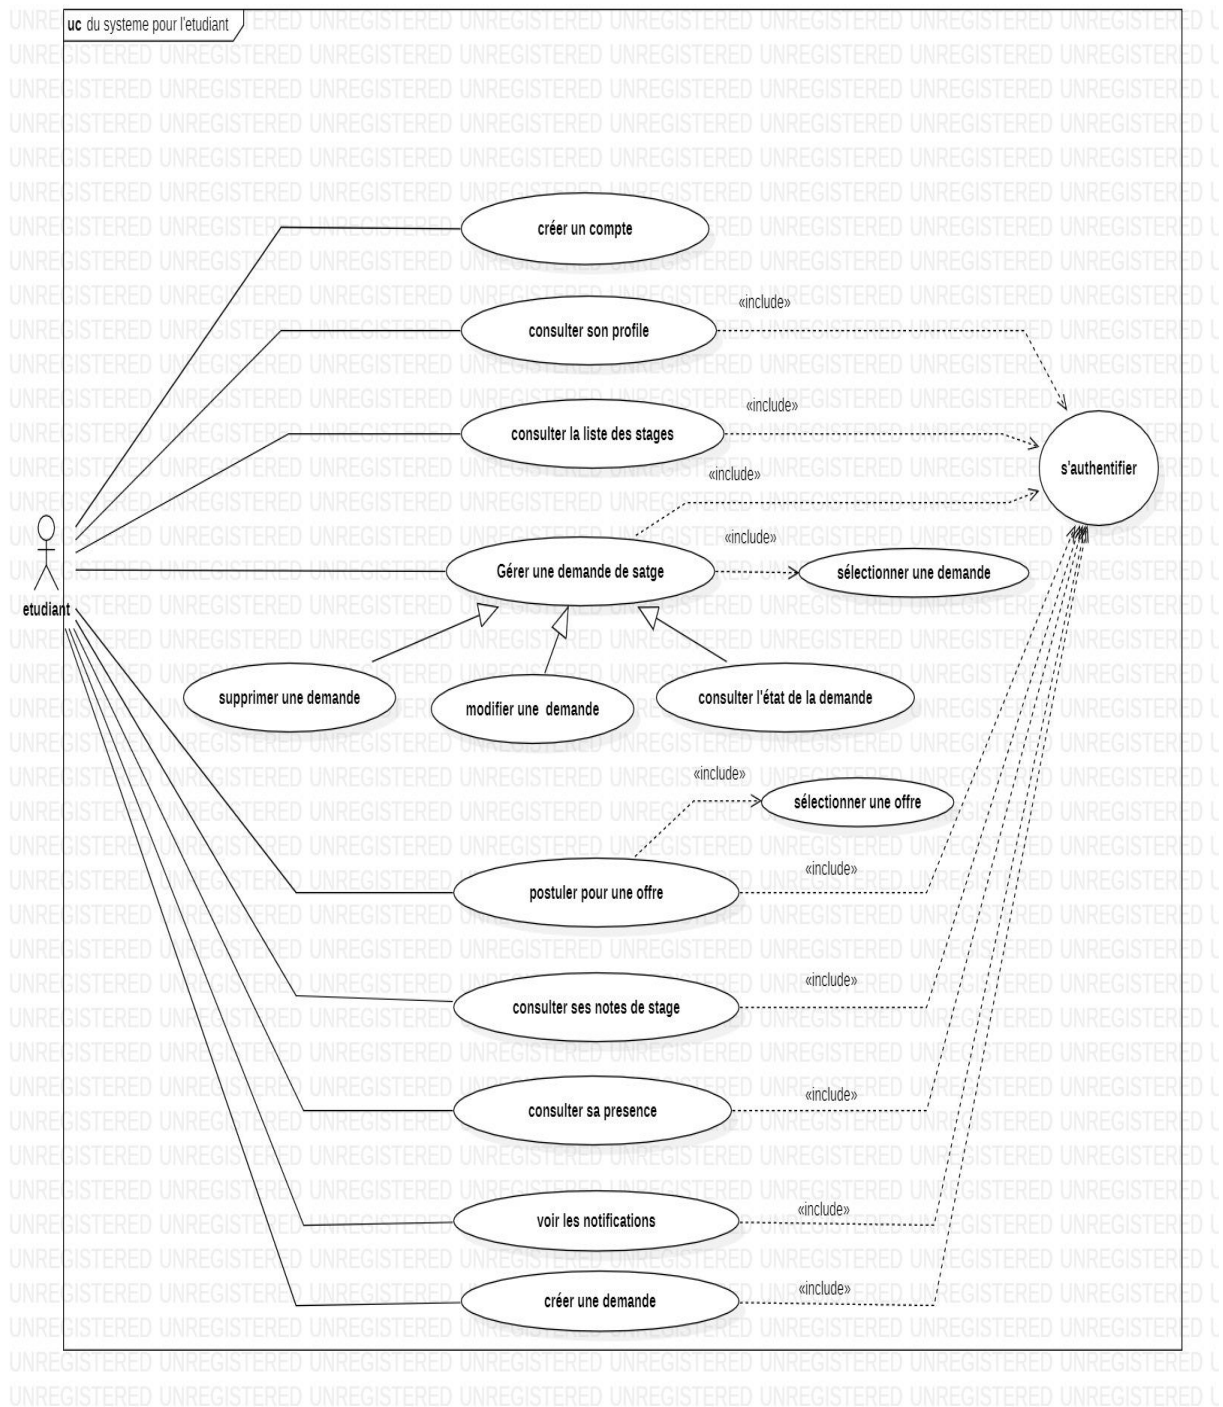 uc du systeme pour l'etudiant
créer un compte
«include»
consulter son profile
«include»
consulter la liste des stages
s'authentifier
«include»
«include»
Gérer une demande de satge
sélectionner une demande
etudiant
supprimer une demande
modifier une demande
consulter l'état de la demande
«include»
sélectionner une offre
«include»
postuler pour une offre
«include»
consulter ses notes de stage
«include»
consulter sa presence
«include»
voir les notifications
«include»
créer une demande
UNREGISTERED